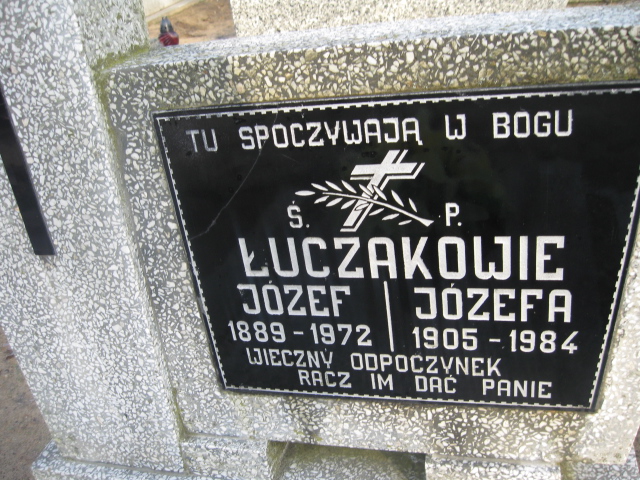 TU SPOCZYWAJĄ W BOGU
Ś. P.
ŁUCZAKOWIE
JÓZEF | JÓZEFA
1889-1972 | 1905-1984
WIECZNY ODPOCZYNEK
RACZ IM DAĆ PANIE